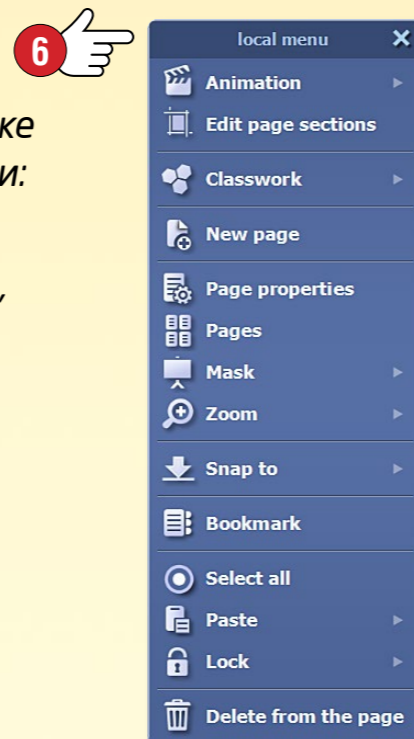 6
local menu
Animation
ке
Edit page sections
и:
Classwork
New page
Page properties
Pages
Mask
Zoom
Snap to
Bookmark
Select all
Paste
Lock
Delete from the page